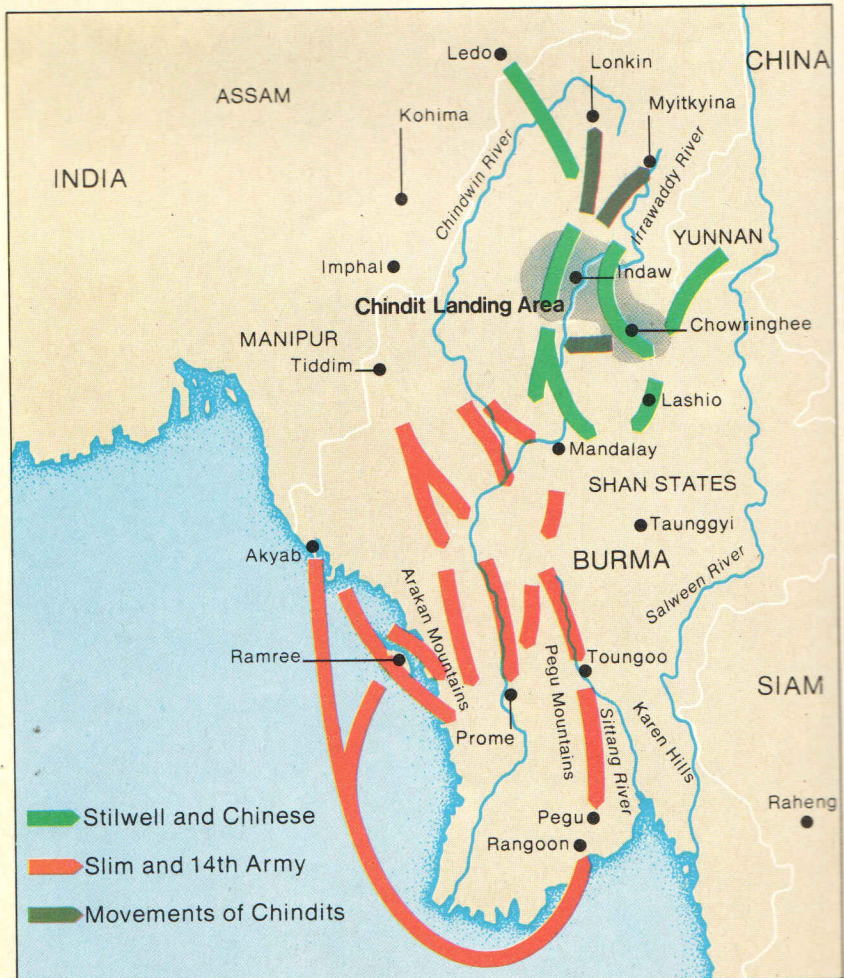 Ledo
Lonkin
CHINA
ASSAM
Myitkyina
Kohima
INDIA
Chindwin River
Irrawaddy River
YUNNAN
Imphal
Indaw
Chindit Landing Area
Chowringhee
MANIPUR
Tiddim
Lashio
Mandalay
SHAN STATES
Taunggyi
Akyab
BURMA
Salween River
Arakan Mountains
Ramree
Toungoo
Pegu Mountains
SIAM
Prome
Sittang River
Karen Hills
Raheng
Stilwell and Chinese
Pegu
Rangoon
Slim and 14th Army
Movements of Chindits